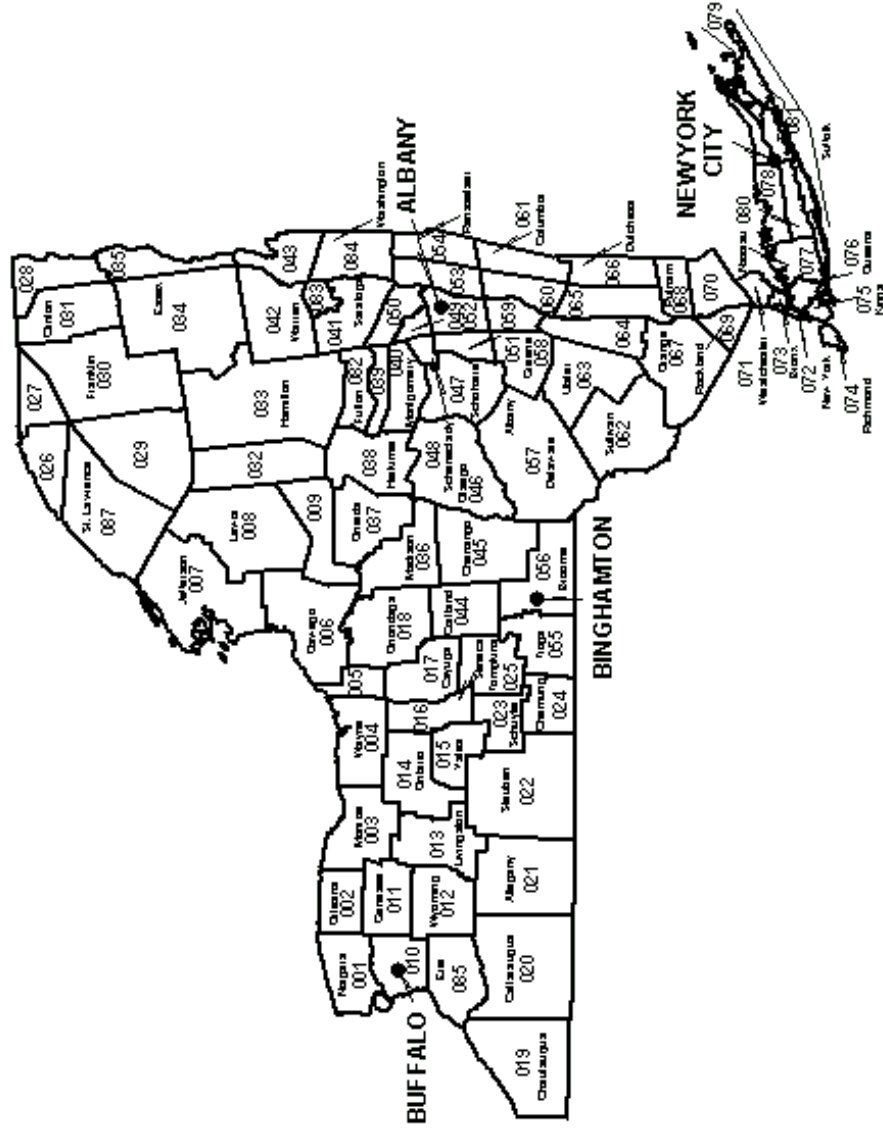 079
NEW YORK
CITY
081
Suffolk
078
080
Nassau
077
076
Queens
075
Kings
ALBANY
Washington
Rensselaer
061
Columbia
Dutchess
028
035
043
084
054
Clinton
031
Essex
034
042
Warren
083
041
Saratoga
050
053
049
052
059
060
065
066
Putnam
068
070
027
Franklin
030
033
Hamilton
082
Fulton
039
040
Montgomery
047
Schoharie
051
Greene
058
Ulster
063
064
Orange
067
Rockland
069
071
Westchester
073
Bronx
072
New York
074
Richmond
026
029
032
038
Herkimer
048
Schenectady
Otsego
046
Albany
057
Delaware
Sullivan
062
St. Lawrence
087
Lewis
008
009
Oneida
037
Madison
036
Chenango
045
056
Broome
BINGHAMTON
Jefferson
007
Oswego
006
Onondaga
018
Cortland
044
005
017
Cayuga
Seneca
Tompkins
025
Tioga
055
Wayne
004
016
023
Schuyler
Chemung
024
014
Ontario
015
Yates
Steuben
022
Monroe
003
013
Livingston
Orleans
002
Genesee
011
Wyoming
012
Allegany
021
Niagara
001
010
Erie
085
Cattaraugus
020
BUFFALO
019
Chautauqua